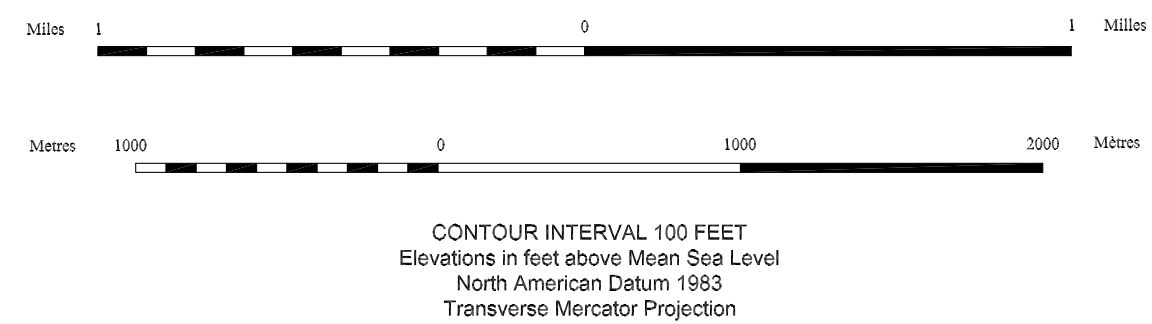 Miles 1 0 1 Milles
Metres 1000 0 1000 2000 Mètres
CONTOUR INTERVAL 100 FEET
Elevations in feet above Mean Sea Level
North American Datum 1983
Transverse Mercator Projection